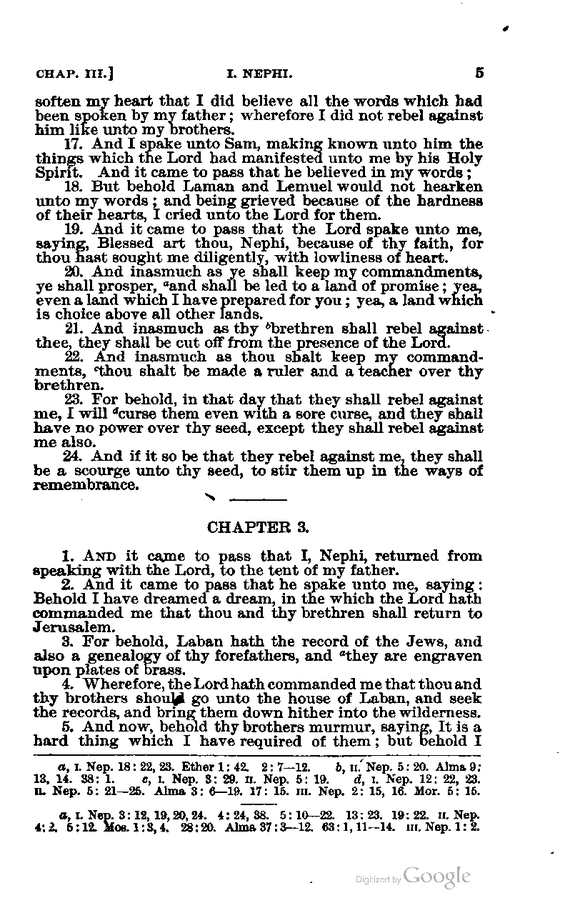 CHAP. III.] I. NEPHI. 5
soften my heart that I did believe all the words which had
been spoken by my father; wherefore I did not rebel against
him like unto my brothers.
17. And I spake unto Sam, making known unto him the
things which the Lord had manifested unto me by his Holy
Spirit. And it came to pass that he believed in my words;
18. But behold Laman and Lemuel would not hearken
unto my words; and being grieved because of the hardness
of their hearts, I cried unto the Lord for them.
19. And it came to pass that the Lord spake unto me,
saying, Blessed art thou, Nephi, because of thy faith, for
thou hast sought me diligently, with lowliness of heart.
20. And inasmuch as ye shall keep my commandments,
ye shall prosper, ᵃand shall be led to a land of promise; yea,
even a land which I have prepared for you; yea, a land which
is choice above all other lands.
21. And inasmuch as thy ᵇbrethren shall rebel against
thee, they shall be cut off from the presence of the Lord.
22. And inasmuch as thou shalt keep my command-
ments, ᶜthou shalt be made a ruler and a teacher over thy
brethren.
23. For behold, in that day that they shall rebel against
me, I will ᵈcurse them even with a sore curse, and they shall
have no power over thy seed, except they shall rebel against
me also.
24. And if it so be that they rebel against me, they shall
be a scourge unto thy seed, to stir them up in the ways of
remembrance.
CHAPTER 3.
1. AND it came to pass that I, Nephi, returned from
speaking with the Lord, to the tent of my father.
2. And it came to pass that he spake unto me, saying:
Behold I have dreamed a dream, in the which the Lord hath
commanded me that thou and thy brethren shall return to
Jerusalem.
3. For behold, Laban hath the record of the Jews, and
also a genealogy of thy forefathers, and ᵃthey are engraven
upon plates of brass.
4. Wherefore, the Lord hath commanded me that thou and
thy brothers should go unto the house of Laban, and seek
the records, and bring them down hither into the wilderness.
5. And now, behold thy brothers murmur, saying, It is a
hard thing which I have required of them; but behold I
a, I. Nep. 18: 22, 23. Ether 1: 42. 2: 7—12. b, II. Nep. 5: 20. Alma 9:
13, 14. 38: 1. c, I. Nep. 3: 29. II. Nep. 5: 19. d, I. Nep. 12: 22, 23.
II. Nep. 5: 21—25. Alma 3: 6—19. 17: 15. III. Nep. 2: 15, 16. Mor. 5: 15.
a, I. Nep. 3: 12, 19, 20, 24. 4: 24, 38. 5: 10—22. 13: 23. 19: 22. II. Nep.
4: 2. 5: 12. Mos. 1: 3, 4. 28: 20. Alma 37: 3—12. 63: 1, 11—14. III. Nep. 1: 2.
Digitized by Google